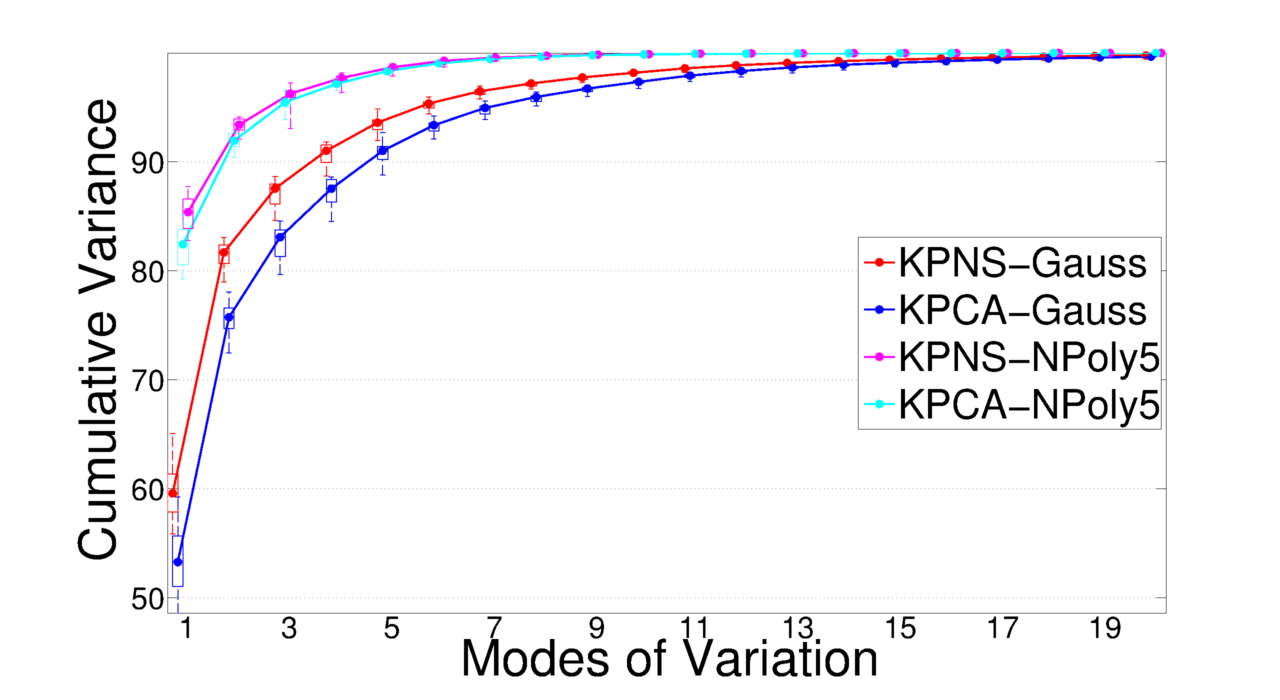 Cumulative Variance
90
80
70
60
50
KPNS-Gauss
KPCA-Gauss
KPNS-NPoly5
KPCA-NPoly5
1 3 5 7 9 11 13 15 17 19
Modes of Variation